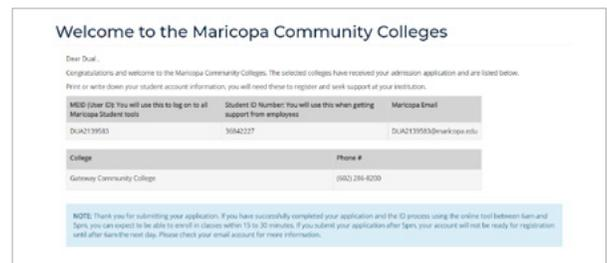 Welcome to the Maricopa Community Colleges
Dear Dual ,
Congratulations and welcome to the Maricopa Community Colleges. The selected colleges have received your admission application and are listed below.
Print or write down your student account information, you will need these to register and seek support at your institution.
MEID (User ID): You will use this to log on to all Maricopa Student tools
Student ID Number: You will use this when getting support from employees
Maricopa Email
DUA2139583
36842227
DUA2139583@maricopa.edu
College
Phone #
Gateway Community College
(602) 286-8200
NOTE: Thank you for submitting your application. If you have successfully completed your application and the ID process using the online tool between 6am and
5pm, you can expect to be able to enroll in classes within 15 to 30 minutes. If you submit your application after 5pm, your account will not be ready for registration
until after 6am the next day. Please check your email account for more information.